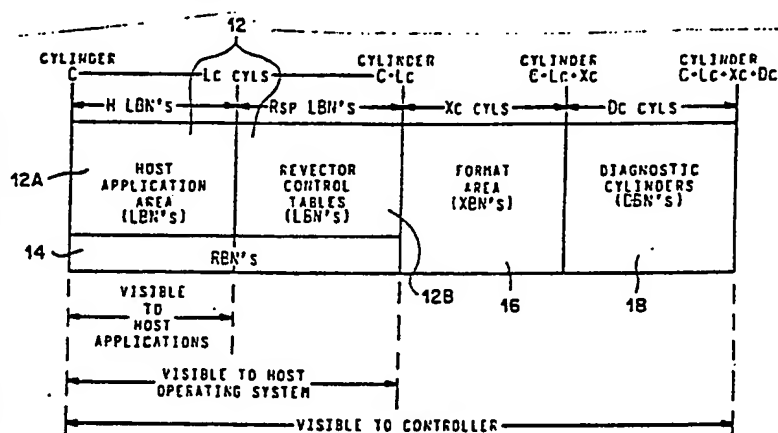 12
CYLINDER C
LC CYLS
CYLINDER C+LC
CYLINDER C+LC+XC
CYLINDER C+LC+XC+DC
H LBN'S
RSP LBN'S
XC CYLS
DC CYLS
12A
HOST APPLICATION AREA (LBN'S)
REVECTOR CONTROL TABLES (LBN'S)
FORMAT AREA (XBN'S)
DIAGNOSTIC CYLINDERS (DBN'S)
14
RBN'S
12B
16
18
VISIBLE TO HOST APPLICATIONS
VISIBLE TO HOST OPERATING SYSTEM
VISIBLE TO CONTROLLER